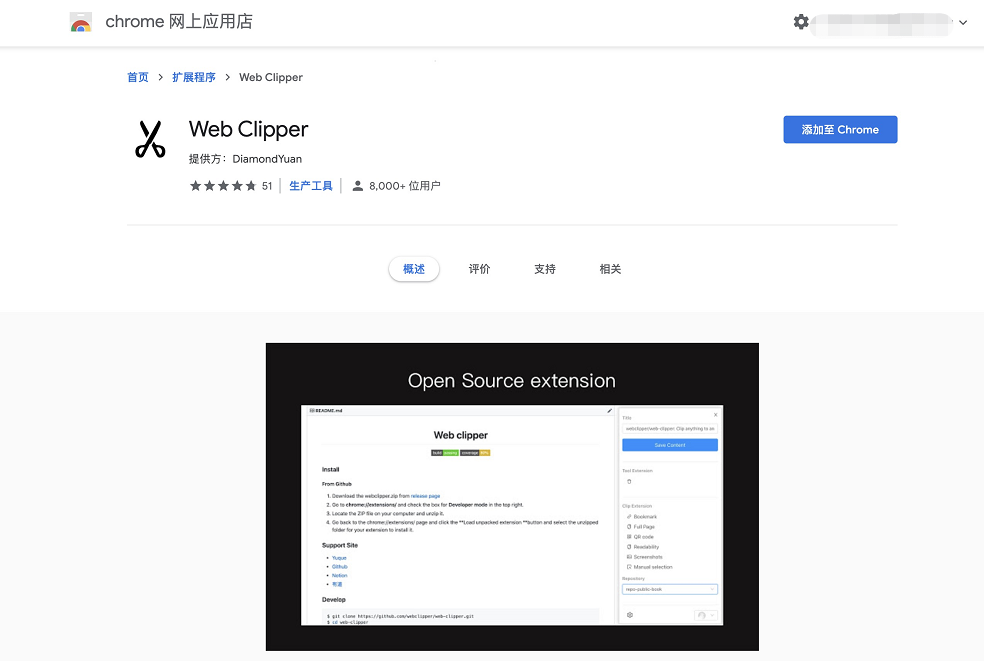 chrome 网上应用店
首页 > 扩展程序 > Web Clipper
Web Clipper
添加至 Chrome
提供方：DiamondYuan
51 生产工具 8,000+ 位用户
概述 评价 支持 相关
Open Source extension
README.md
Web clipper
Install
From Github
1. Download the webclipper.zip from release page
2. Go to chrome://extensions/ and check the box for Developer mode in the top right.
3. Locate the ZIP file on your computer and unzip it.
4. Go back to the chrome://extensions/ page and click the **Load unpacked extension **button and select the unzipped
folder for your extension to install it.
Support Site
• Yuque
• Github
• Notion
• 有道
Develop
$ git clone https://github.com/webclipper/web-clipper.git
$ cd web-clipper
Title
webclipper/web-clipper: Clip anything to an
Save Content
Tool Extension
Clip Extension
Bookmark
Full Page
QR code
Readability
Screenshots
Manual selection
Repository
repo-public-book